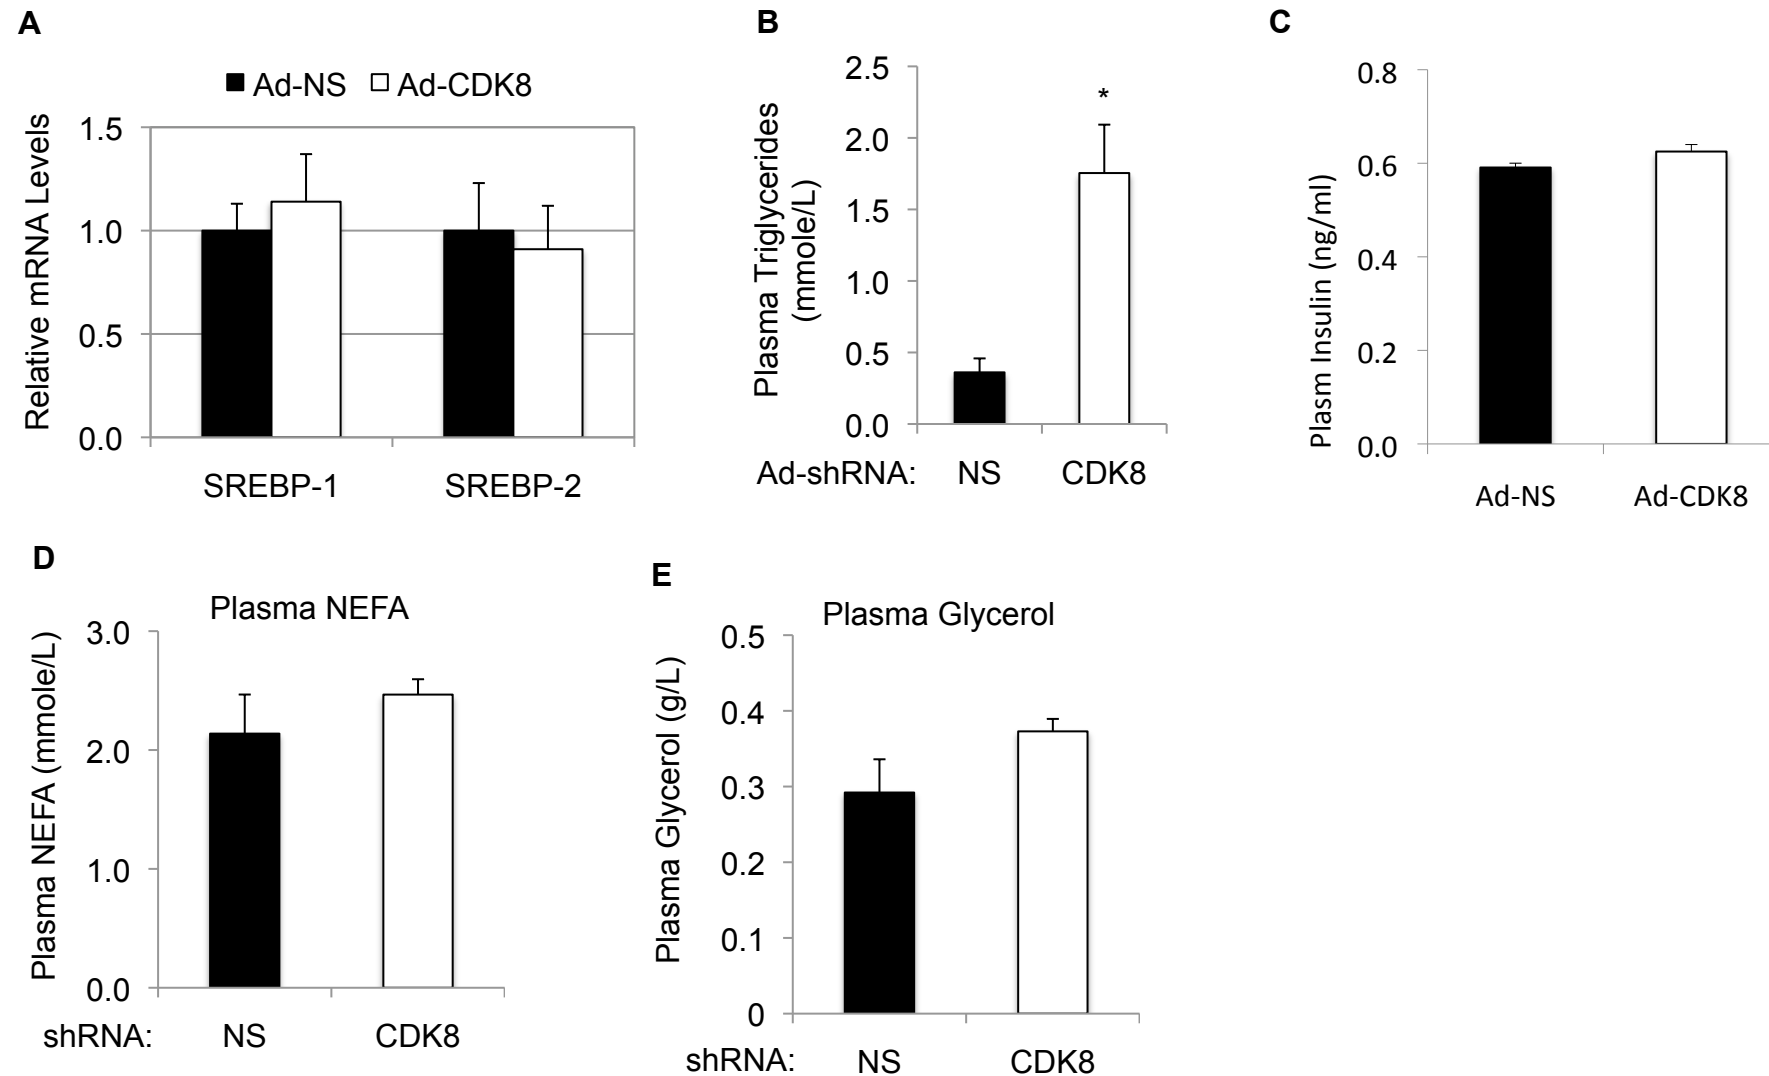 A
Ad-NS Ad-CDK8
Relative mRNA Levels
1.5
1.0
0.5
0.0
SREBP-1 SREBP-2
B
Plasma Triglycerides
(mmole/L)
2.5
2.0
1.5
1.0
0.5
0.0
*
Ad-shRNA: NS CDK8
C
Plasm Insulin (ng/ml)
0.8
0.6
0.4
0.2
0.0
Ad-NS Ad-CDK8
D
Plasma NEFA
Plasma NEFA (mmole/L)
3.0
2.0
1.0
0.0
shRNA: NS CDK8
E
Plasma Glycerol
Plasma Glycerol (g/L)
0.5
0.4
0.3
0.2
0.1
0
shRNA: NS CDK8